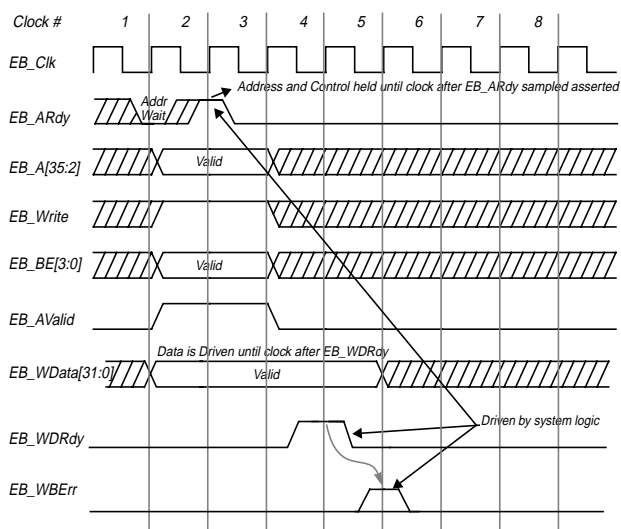 Clock # 1 2 3 4 5 6 7 8
EB_Clk
Address and Control held until clock after EB_ARdy sampled asserted
EB_ARdy
Addr
Wait
EB_A[35:2]
Valid
EB_Write
EB_BE[3:0]
Valid
EB_AValid
Data is Driven until clock after EB_WDRdy
EB_WData[31:0]
Valid
Driven by system logic
EB_WDRdy
EB_WBErr